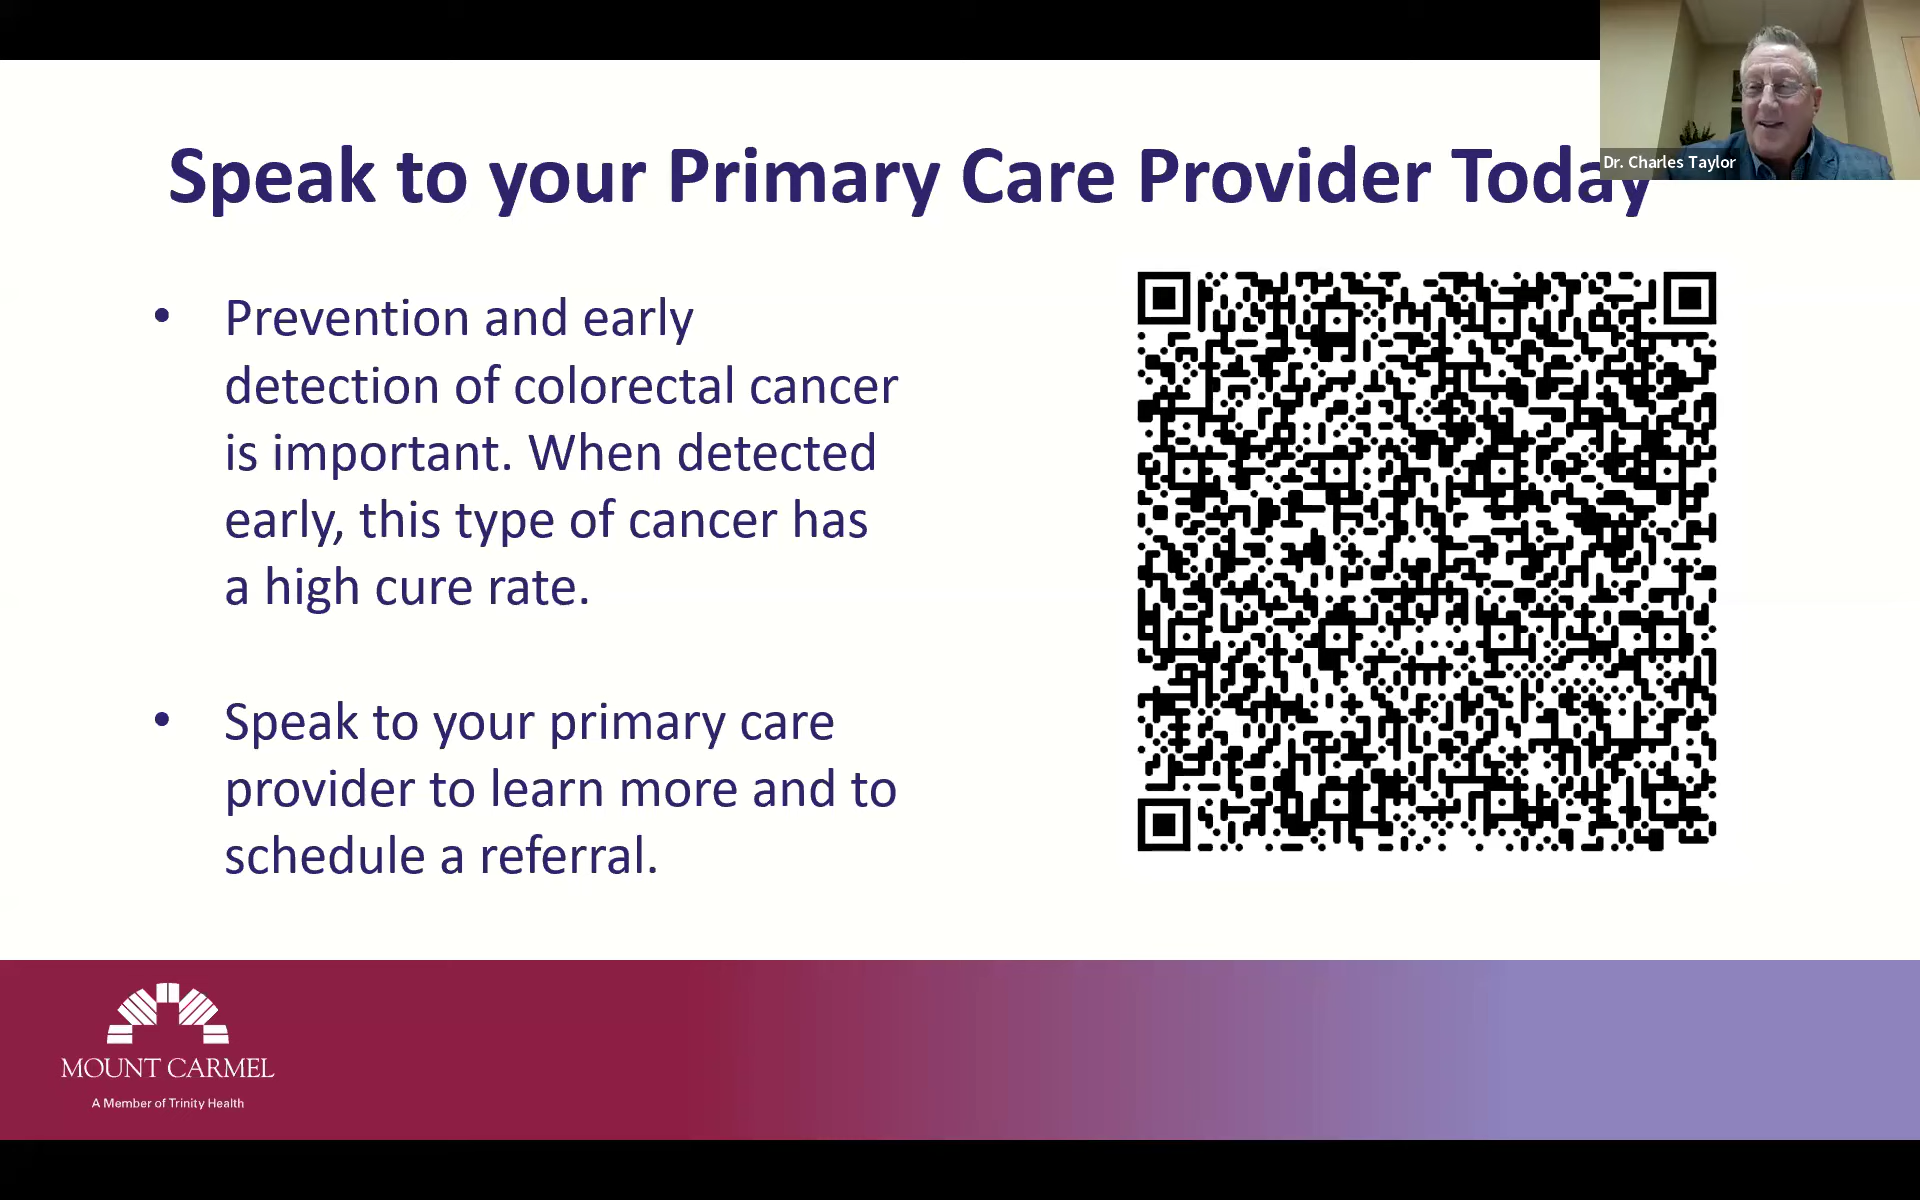 Dr. Charles Taylor
Speak to your Primary Care Provider Today
• Prevention and early
detection of colorectal cancer
is important. When detected
early, this type of cancer has
a high cure rate.
• Speak to your primary care
provider to learn more and to
schedule a referral.
MOUNT CARMEL
A Member of Trinity Health